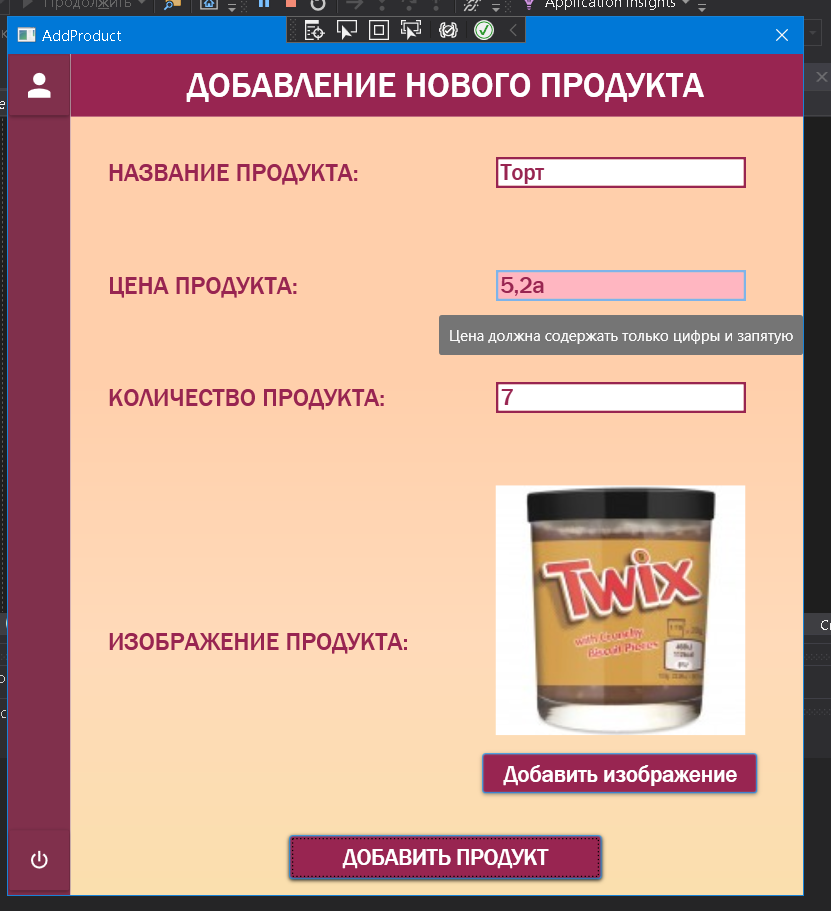 Продолжить
Application Insights
AddProduct
ДОБАВЛЕНИЕ НОВОГО ПРОДУКТА
НАЗВАНИЕ ПРОДУКТА:
Торт
ЦЕНА ПРОДУКТА:
5,2а
Цена должна содержать только цифры и запятую
КОЛИЧЕСТВО ПРОДУКТА:
7
ИЗОБРАЖЕНИЕ ПРОДУКТА:
Twix
with Crunchy
Biscuit Pieces
Добавить изображение
ДОБАВИТЬ ПРОДУКТ